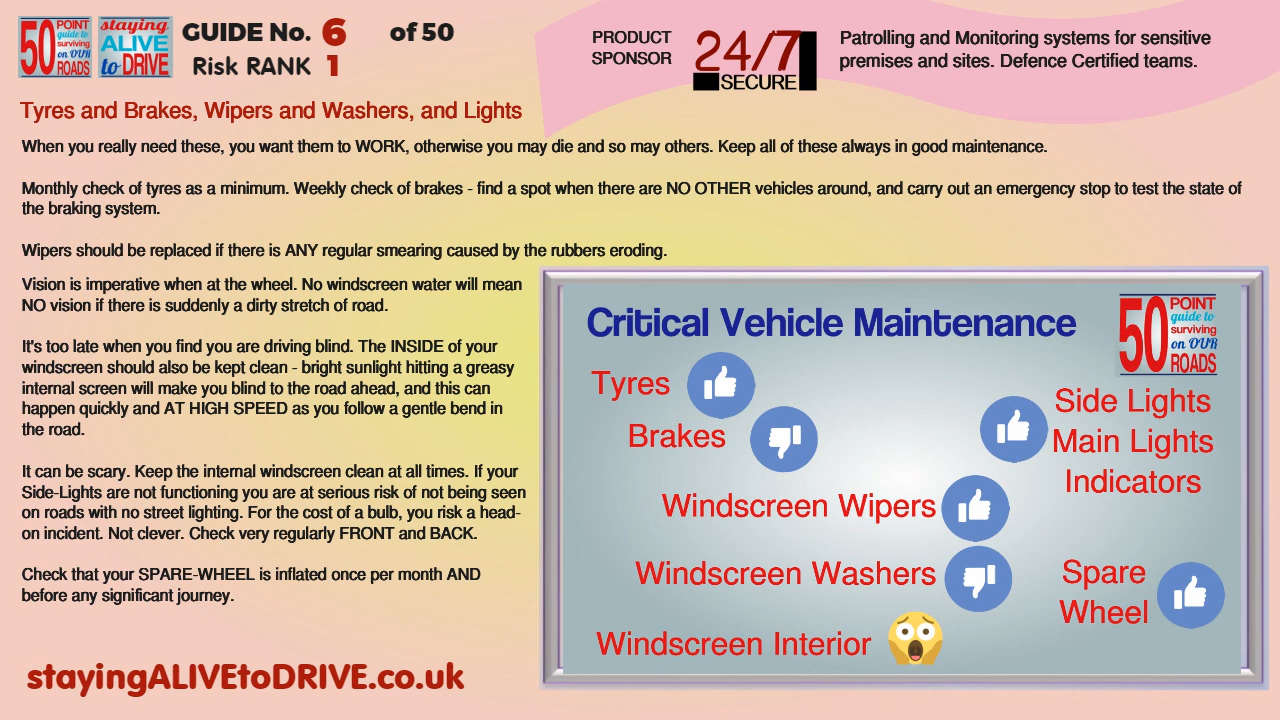 50 POINT guide to surviving on OUR ROADS
staying ALIVE to DRIVE
GUIDE No. 6 of 50
Risk RANK 1
PRODUCT SPONSOR
24/7 SECURE
Patrolling and Monitoring systems for sensitive
premises and sites. Defence Certified teams.
Tyres and Brakes, Wipers and Washers, and Lights
When you really need these, you want them to WORK, otherwise you may die and so may others. Keep all of these always in good maintenance.
Monthly check of tyres as a minimum. Weekly check of brakes - find a spot when there are NO OTHER vehicles around, and carry out an emergency stop to test the state of
the braking system.
Wipers should be replaced if there is ANY regular smearing caused by the rubbers eroding.
Vision is imperative when at the wheel. No windscreen water will mean
NO vision if there is suddenly a dirty stretch of road.
It's too late when you find you are driving blind. The INSIDE of your
windscreen should also be kept clean - bright sunlight hitting a greasy
internal screen will make you blind to the road ahead, and this can
happen quickly and AT HIGH SPEED as you follow a gentle bend in
the road.
It can be scary. Keep the internal windscreen clean at all times. If your
Side-Lights are not functioning you are at serious risk of not being seen
on roads with no street lighting. For the cost of a bulb, you risk a head-
on incident. Not clever. Check very regularly FRONT and BACK.
Check that your SPARE-WHEEL is inflated once per month AND
before any significant journey.
stayingALIVEtoDRIVE.co.uk
Critical Vehicle Maintenance
50 POINT guide to surviving on OUR ROADS
Tyres
Brakes
Windscreen Wipers
Windscreen Washers
Windscreen Interior
Side Lights
Main Lights
Indicators
Spare
Wheel